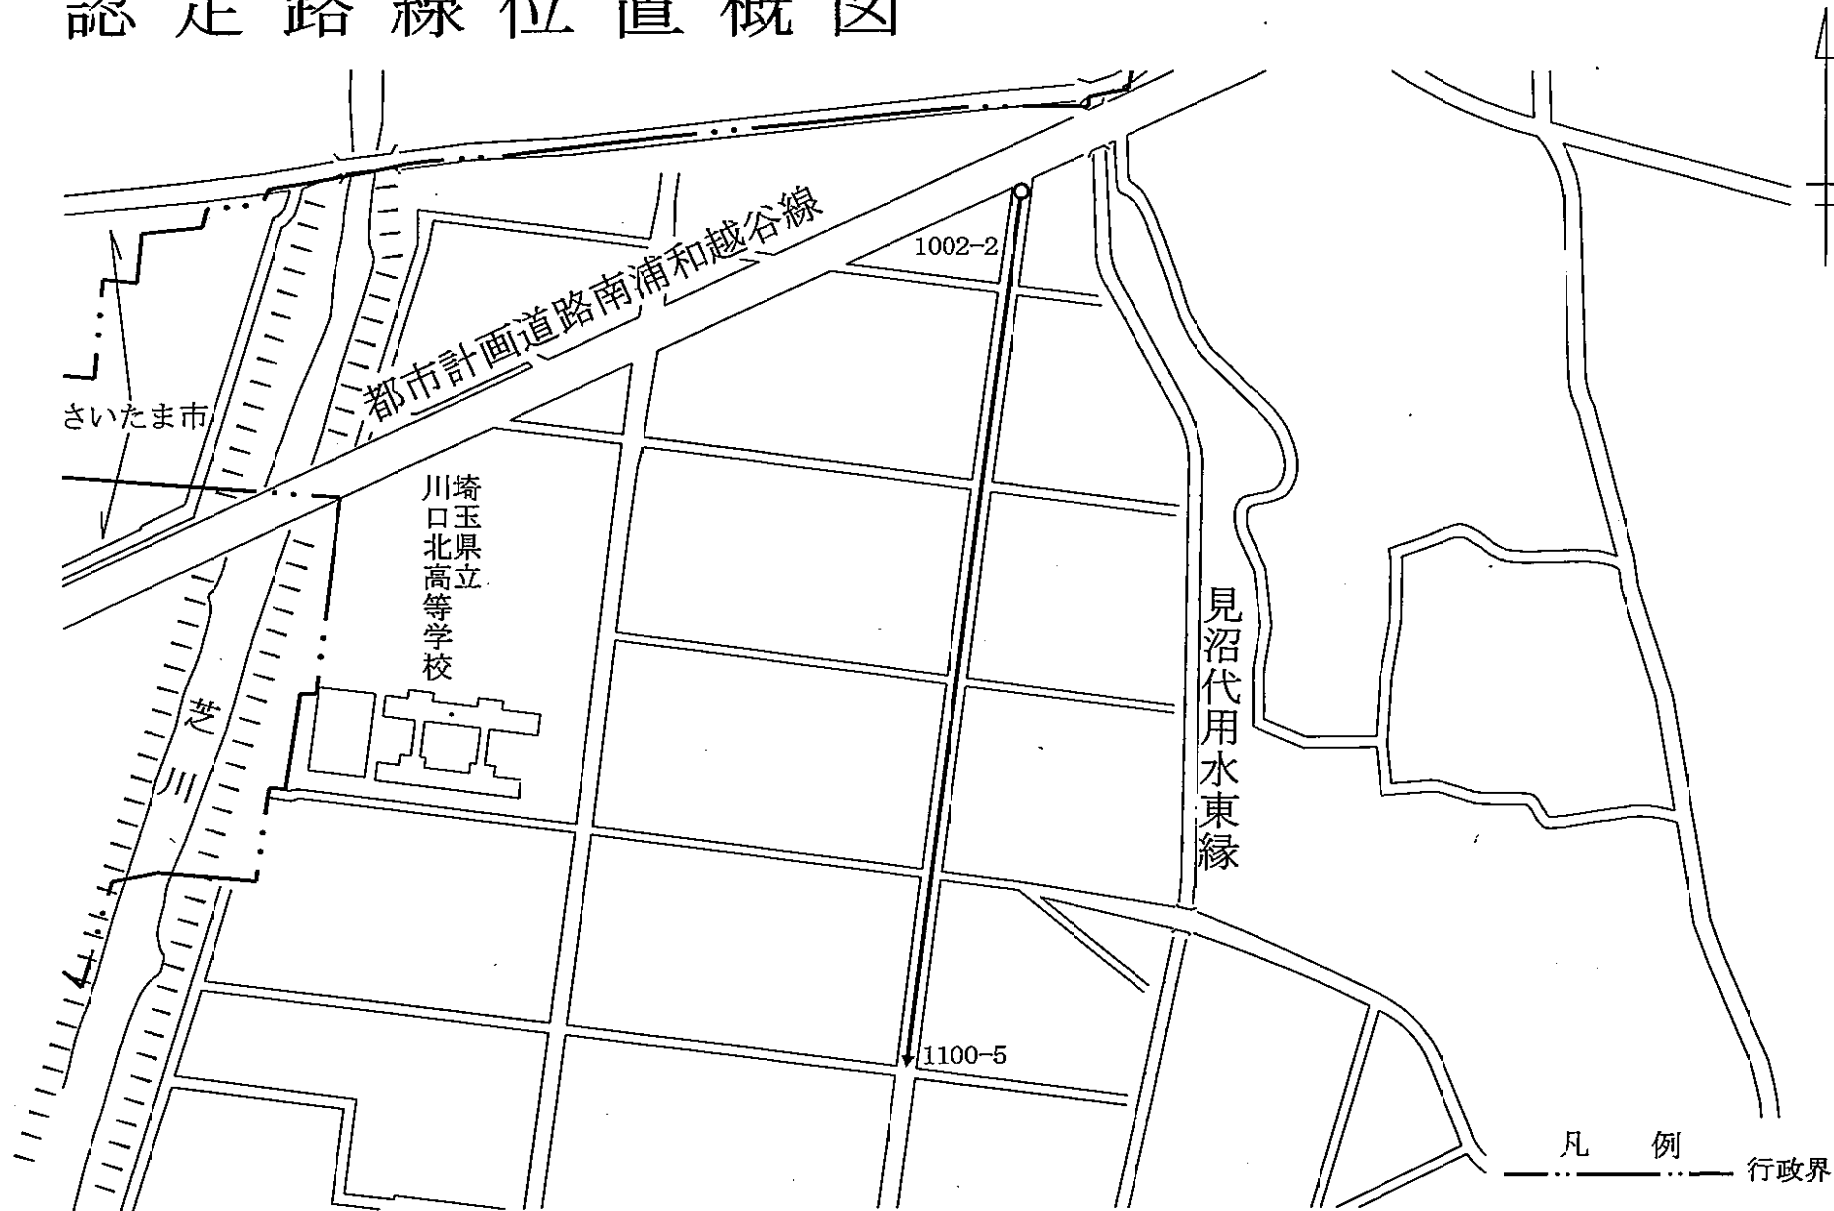 認定路線位置概図
都市計画道路南浦和越谷線
1002-2
さいたま市
埼玉県立
川口北高等学校
見沼代用水東縁
芝川
1100-5
凡例
行政界